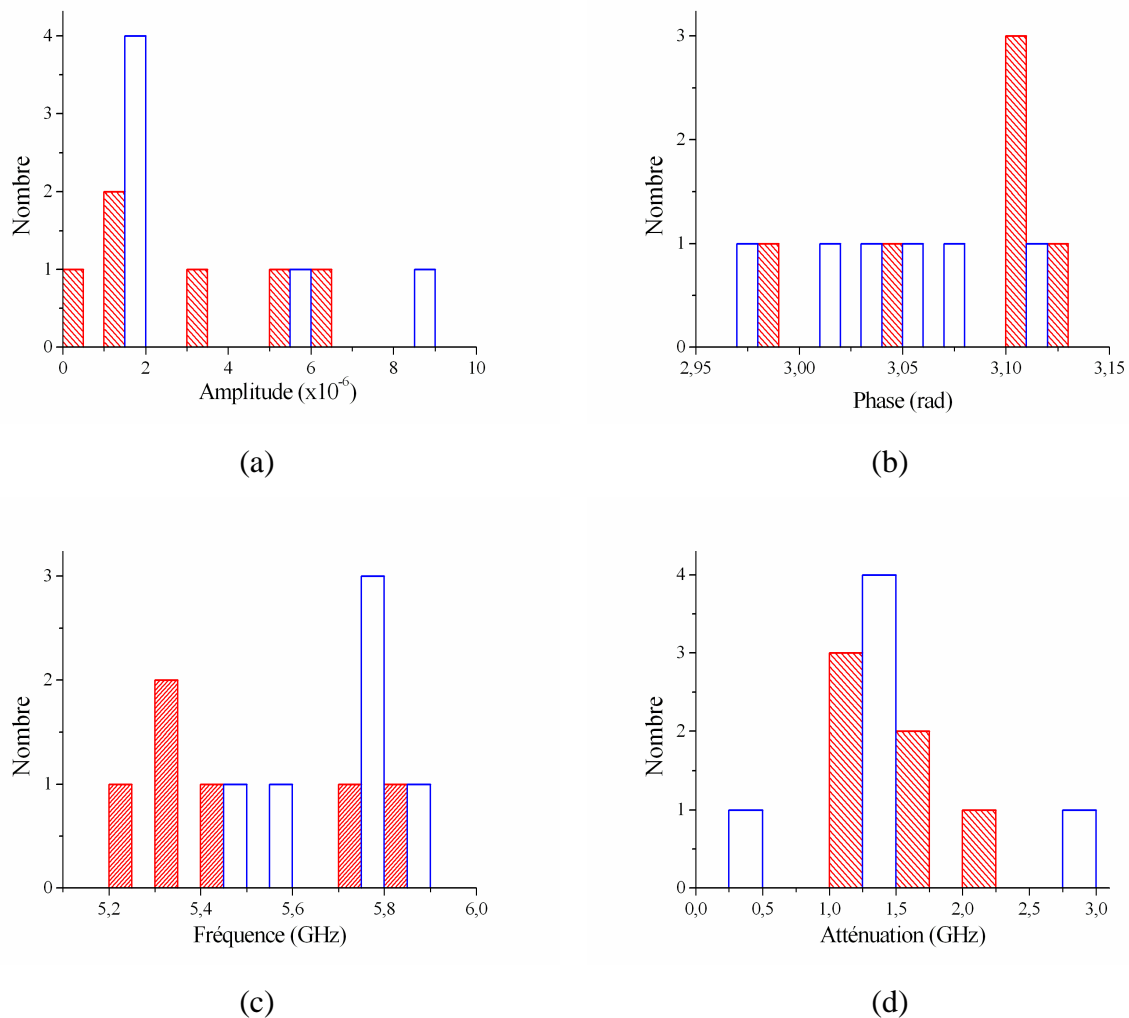 4
3
2
1
0
Nombre
0 2 4 6 8 10
Amplitude (x10⁻⁶)
(a)
3
2
1
0
Nombre
2,95 3,00 3,05 3,10 3,15
Phase (rad)
(b)
3
2
1
0
Nombre
5,2 5,4 5,6 5,8 6,0
Fréquence (GHz)
(c)
4
3
2
1
0
Nombre
0,0 0,5 1,0 1,5 2,0 2,5 3,0
Atténuation (GHz)
(d)